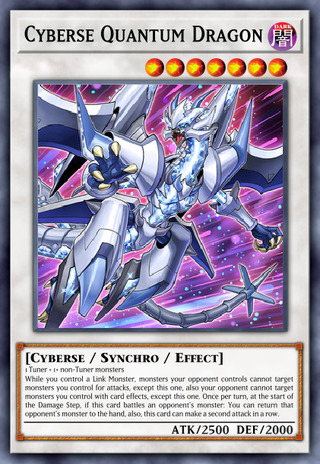 Cyberse Quantum Dragon
DARK
闇
[Cyberse / Synchro / Effect]
1 Tuner + 1+ non-Tuner monsters
While you control a Link Monster, monsters your opponent controls cannot target
monsters you control for attacks, except this one, also your opponent cannot target
monsters you control with card effects, except this one. Once per turn, at the start of
the Damage Step, if this card battles an opponent's monster: You can return that
opponent's monster to the hand, also, this card can make a second attack in a row.
ATK/2500 DEF/2000